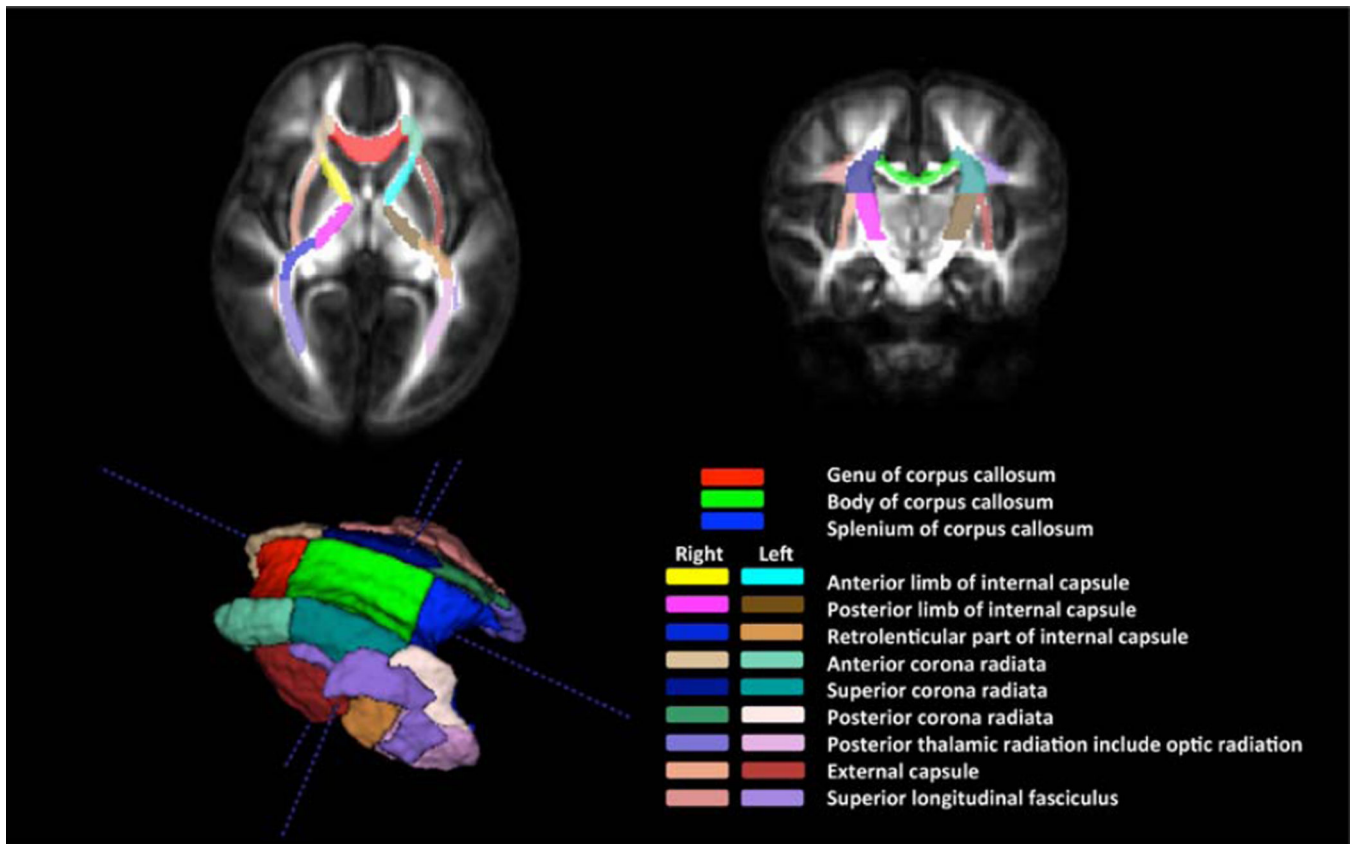 Genu of corpus callosum
Body of corpus callosum
Splenium of corpus callosum
Right Left
Anterior limb of internal capsule
Posterior limb of internal capsule
Retrolenticular part of internal capsule
Anterior corona radiata
Superior corona radiata
Posterior corona radiata
Posterior thalamic radiation include optic radiation
External capsule
Superior longitudinal fasciculus